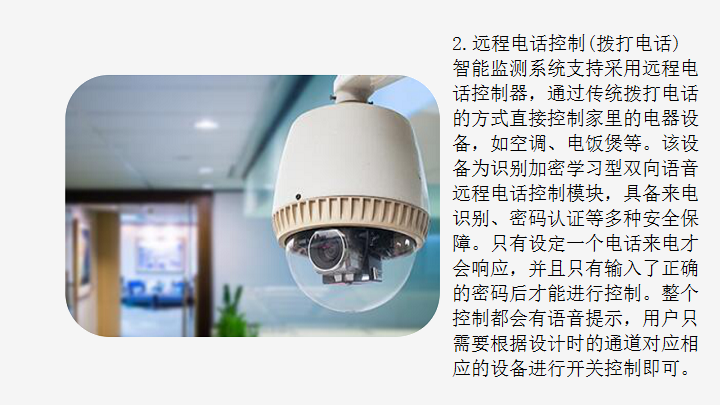 2.远程电话控制(拨打电话)
智能监测系统支持采用远程电
话控制器，通过传统拨打电话
的方式直接控制家里的电器设
备，如空调、电饭煲等。该设
备为识别加密学习型双向语音
远程电话控制模块，具备来电
识别、密码认证等多种安全保
障。只有设定一个电话来电才
会响应，并且只有输入了正确
的密码后才能进行控制。整个
控制都会有语音提示，用户只
需要根据设计时的通道对应相
应的设备进行开关控制即可。